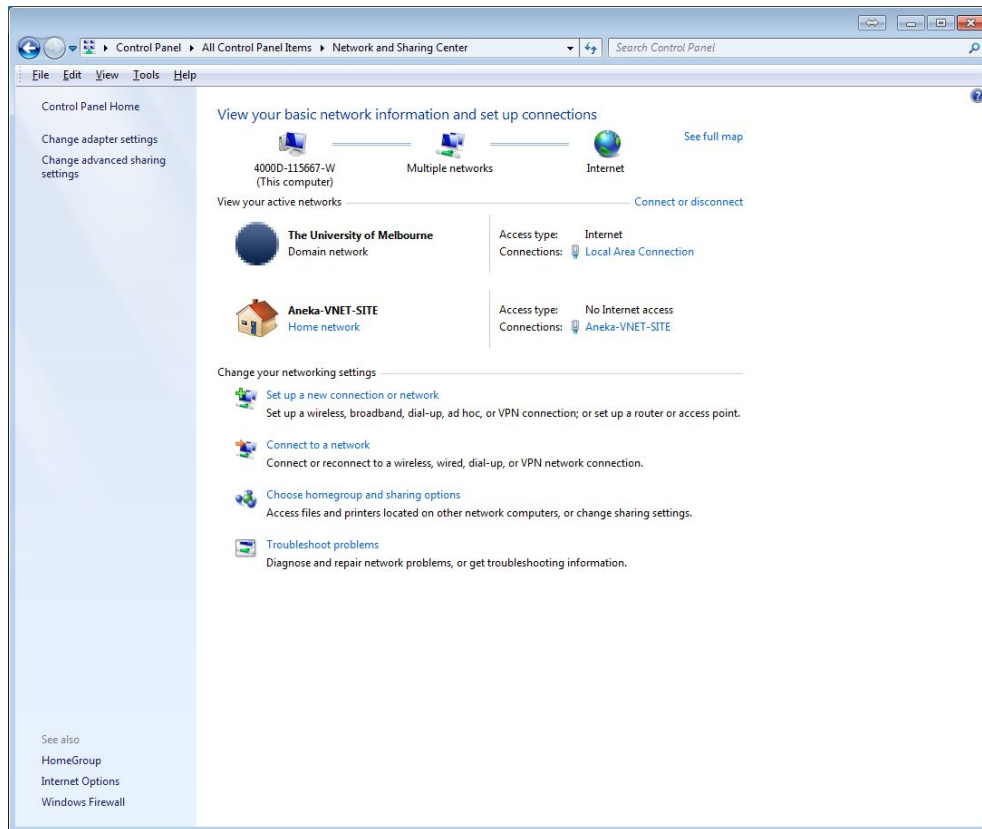 Control Panel ▸ All Control Panel Items ▸ Network and Sharing Center
Search Control Panel
File Edit View Tools Help
Control Panel Home
Change adapter settings
Change advanced sharing
settings
View your basic network information and set up connections
See full map
4000D-115667-W
(This computer)
Multiple networks
Internet
View your active networks
Connect or disconnect
The University of Melbourne
Domain network
Access type: Internet
Connections: Local Area Connection
Aneka-VNET-SITE
Home network
Access type: No Internet access
Connections: Aneka-VNET-SITE
Change your networking settings
Set up a new connection or network
Set up a wireless, broadband, dial-up, ad hoc, or VPN connection; or set up a router or access point.
Connect to a network
Connect or reconnect to a wireless, wired, dial-up, or VPN network connection.
Choose homegroup and sharing options
Access files and printers located on other network computers, or change sharing settings.
Troubleshoot problems
Diagnose and repair network problems, or get troubleshooting information.
See also
HomeGroup
Internet Options
Windows Firewall